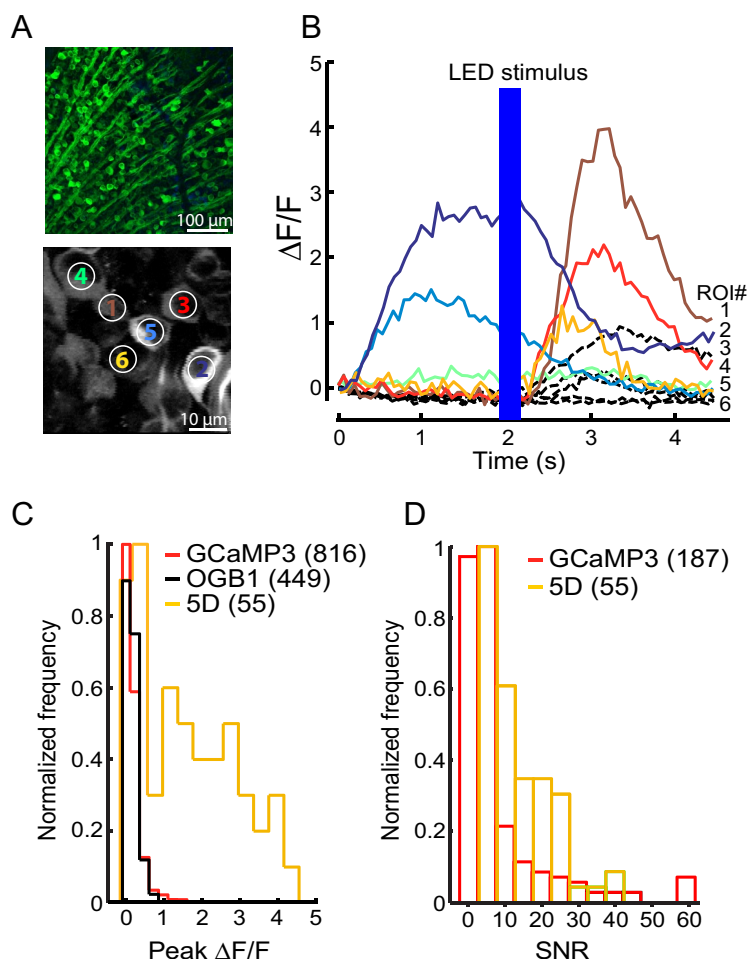 A
100 µm
4
1
3
5
6
2
10 µm
B
LED stimulus
ΔF/F
5
4
3
2
1
0
0 1 2 3 4
Time (s)
ROI#
1
2
3
4
5
6
C
GCaMP3 (816)
OGB1 (449)
5D (55)
Normalized frequency
1
0.8
0.6
0.4
0.2
0
0 1 2 3 4 5
Peak ΔF/F
D
GCaMP3 (187)
5D (55)
Normalized frequency
1
0.8
0.6
0.4
0.2
0
0 10 20 30 40 60
SNR